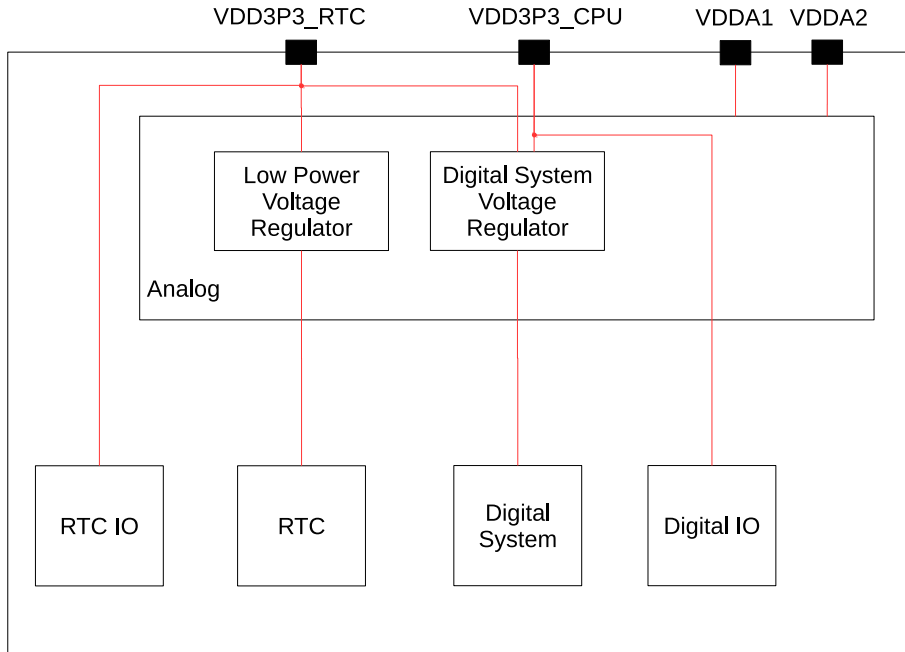 VDD3P3_RTC
VDD3P3_CPU
VDDA1
VDDA2
Low Power
Voltage
Regulator
Digital System
Voltage
Regulator
Analog
RTC IO
RTC
Digital
System
Digital IO